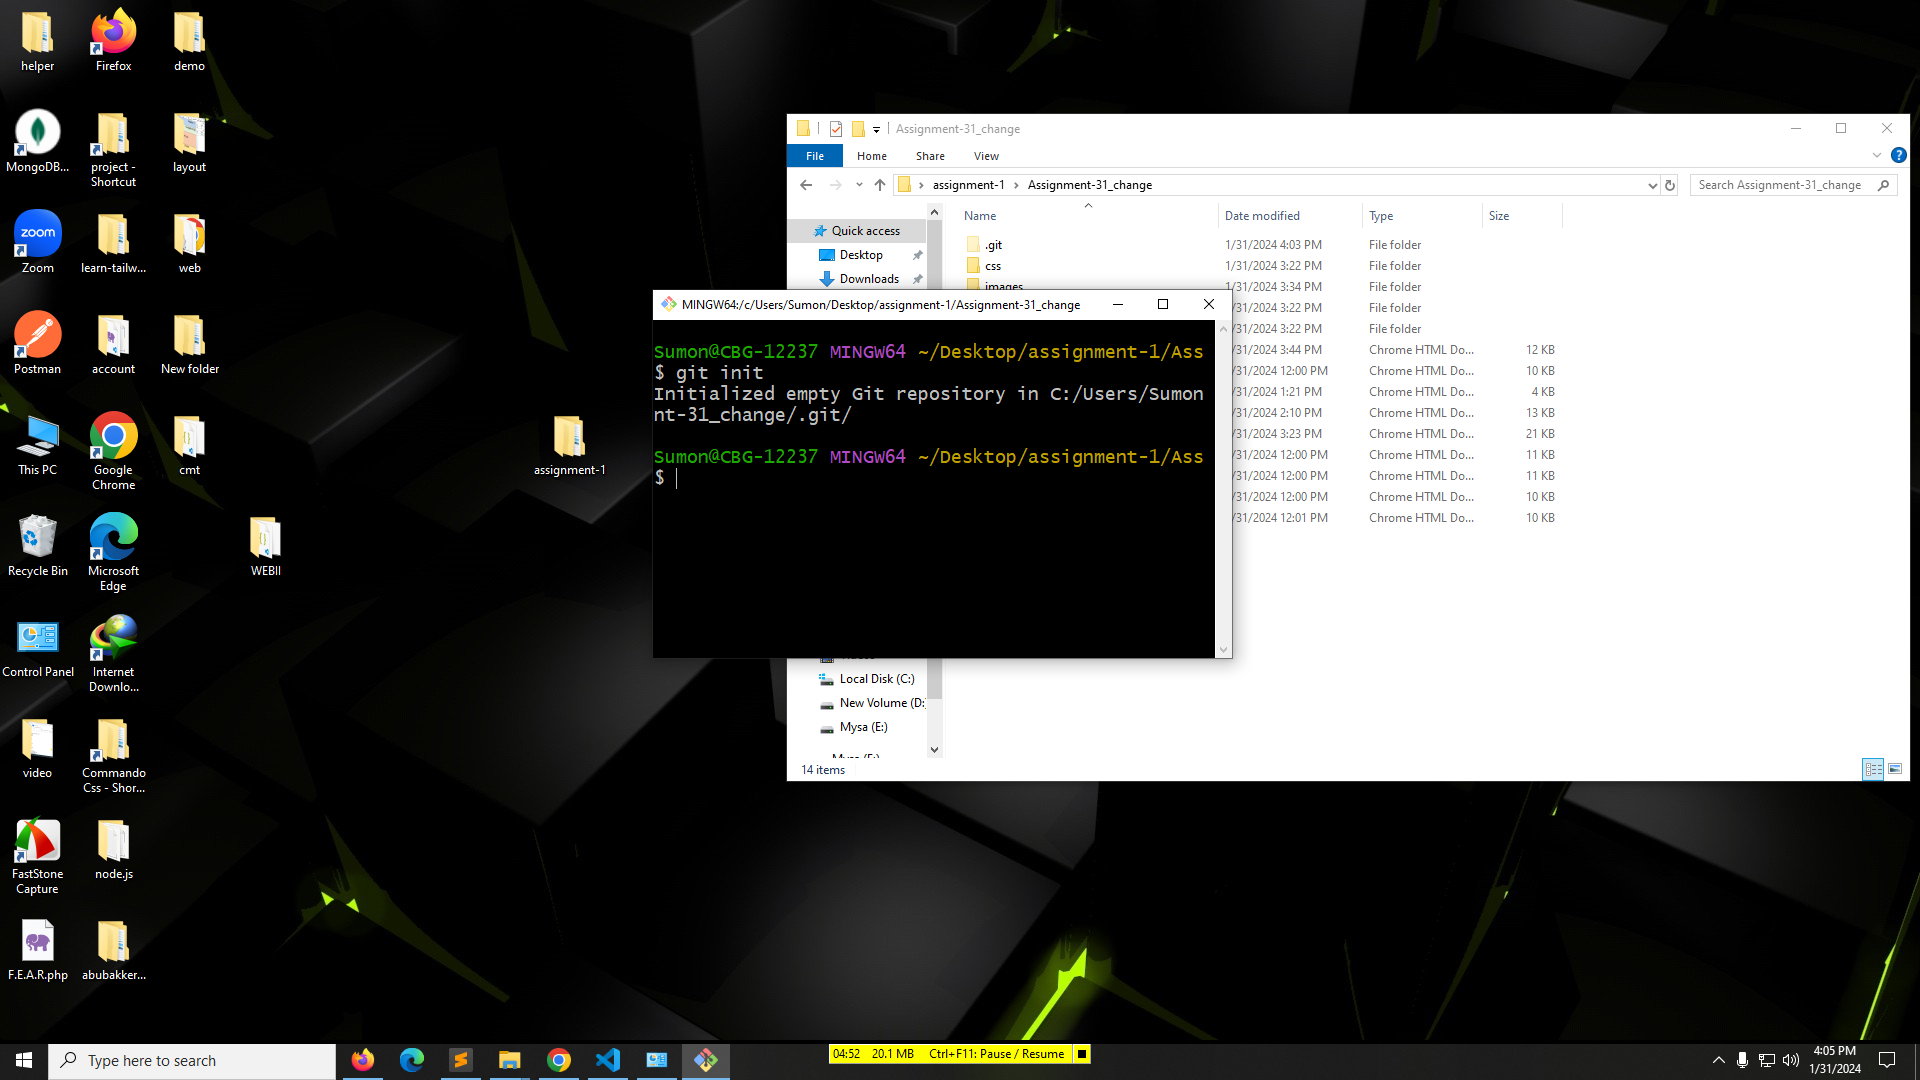 helper
Firefox
demo
MongoDB...
project -
Shortcut
layout
zoom
Zoom
learn-tailw...
web
Postman
account
New folder
This PC
Google
Chrome
cmt
assignment-1
Recycle Bin
Microsoft
Edge
WEBII
Control Panel
Internet
Downlo...
video
Commando
Css - Shor...
FastStone
Capture
node.js
F.E.A.R.php
abubakker...
Assignment-31_change
File
Home
Share
View
assignment-1
Assignment-31_change
Search Assignment-31_change
Name
Date modified
Type
Size
Quick access
Desktop
Downloads
.git 1/31/2024 4:03 PM File folder
css 1/31/2024 3:22 PM File folder
images 1/31/2024 3:34 PM File folder
/31/2024 3:22 PM File folder
/31/2024 3:22 PM File folder
/31/2024 3:44 PM Chrome HTML Do... 12 KB
/31/2024 12:00 PM Chrome HTML Do... 10 KB
/31/2024 1:21 PM Chrome HTML Do... 4 KB
/31/2024 2:10 PM Chrome HTML Do... 13 KB
/31/2024 3:23 PM Chrome HTML Do... 21 KB
/31/2024 12:00 PM Chrome HTML Do... 11 KB
/31/2024 12:00 PM Chrome HTML Do... 11 KB
/31/2024 12:00 PM Chrome HTML Do... 10 KB
/31/2024 12:01 PM Chrome HTML Do... 10 KB
MINGW64:/c/Users/Sumon/Desktop/assignment-1/Assignment-31_change
Sumon@CBG-12237 MINGW64 ~/Desktop/assignment-1/Ass
$ git init
Initialized empty Git repository in C:/Users/Sumon
nt-31_change/.git/
Sumon@CBG-12237 MINGW64 ~/Desktop/assignment-1/Ass
$
Local Disk (C:)
New Volume (D:
Mysa (E:)
14 items
Type here to search
04:52 20.1 MB Ctrl+F11: Pause / Resume
4:05 PM
1/31/2024